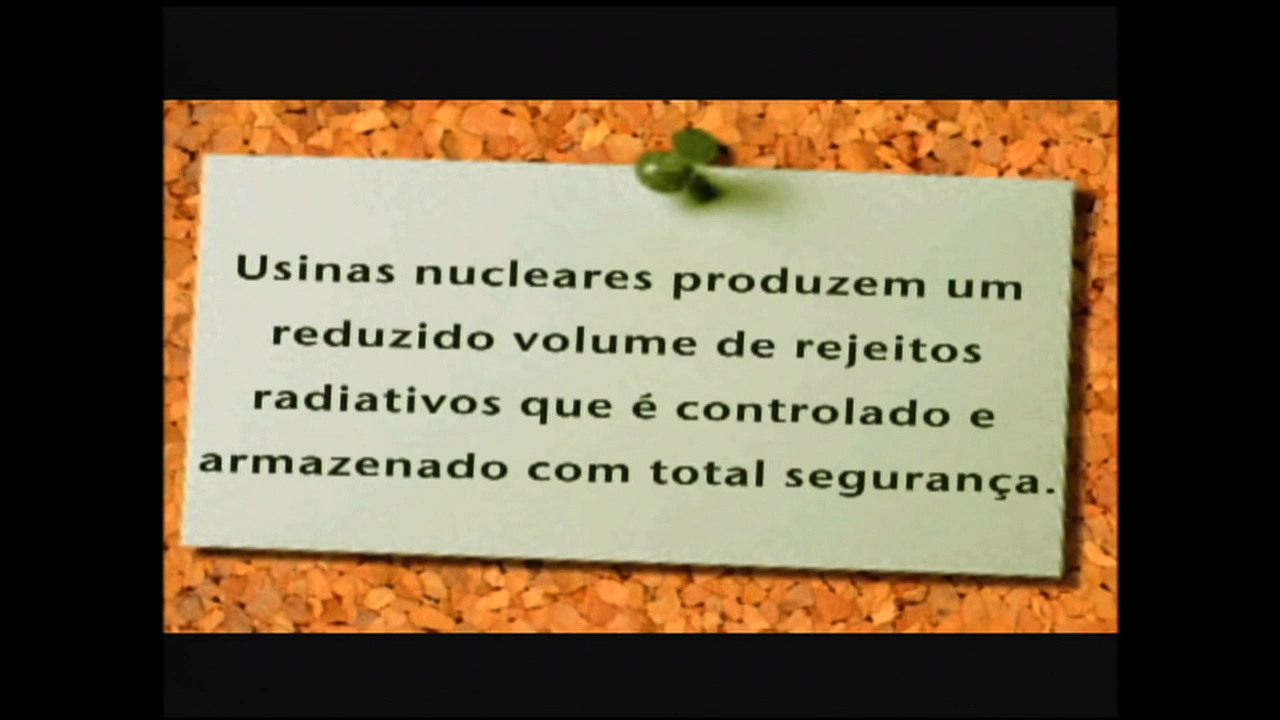 Usinas nucleares produzem um
reduzido volume de rejeitos
radiativos que é controlado e
armazenado com total segurança.